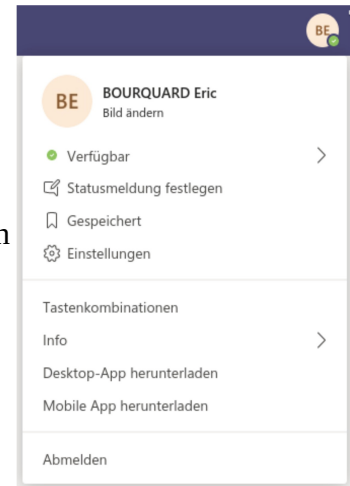 BE
BE
BOURQUARD Eric
Bild ändern
Verfügbar
Statusmeldung festlegen
Gespeichert
n
Einstellungen
Tastenkombinationen
Info
Desktop-App herunterladen
Mobile App herunterladen
Abmelden